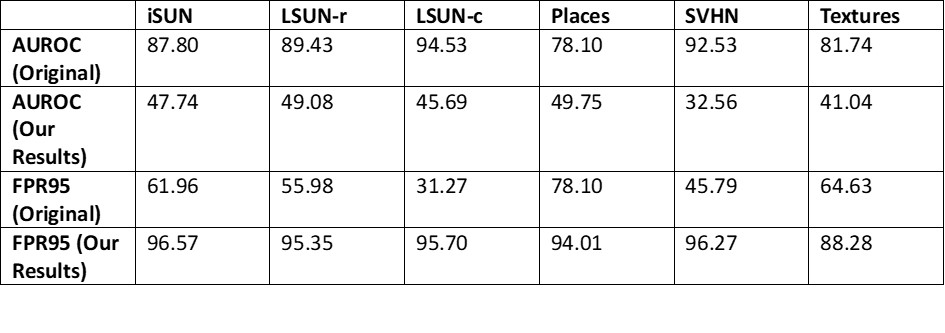 iSUN LSUN-r LSUN-c Places SVHN Textures
AUROC 87.80 89.43 94.53 78.10 92.53 81.74
(Original)
AUROC 47.74 49.08 45.69 49.75 32.56 41.04
(Our
Results)
FPR95 61.96 55.98 31.27 78.10 45.79 64.63
(Original)
FPR95 (Our 96.57 95.35 95.70 94.01 96.27 88.28
Results)